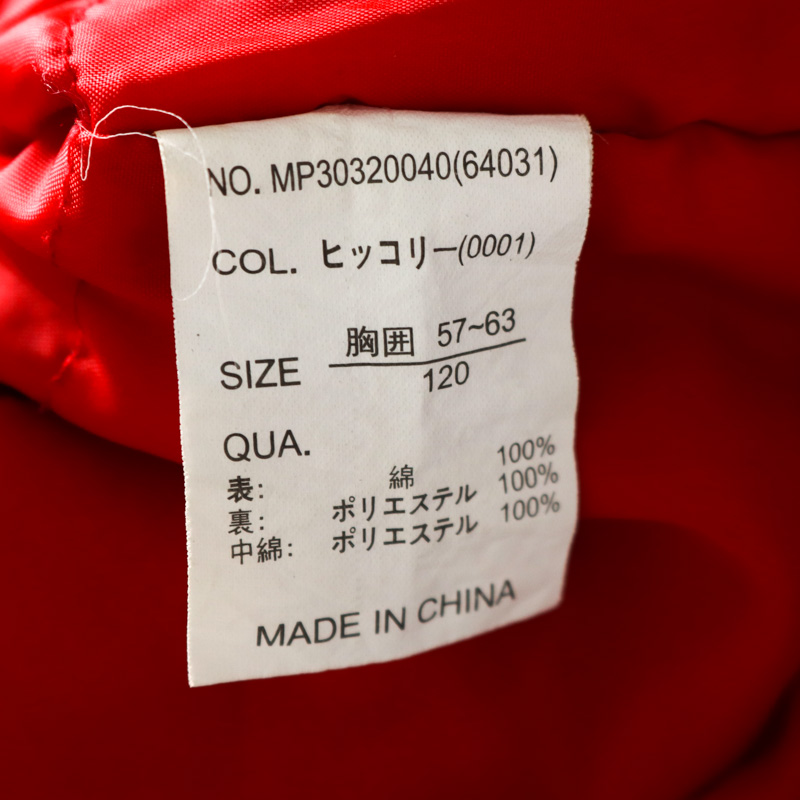 NO. MP30320040(64031)
COL. ヒッコリー(0001)
胸囲 57~63
SIZE
120
QUA.
表: 綿 100%
裏: ポリエステル 100%
中綿: ポリエステル 100%
MADE IN CHINA